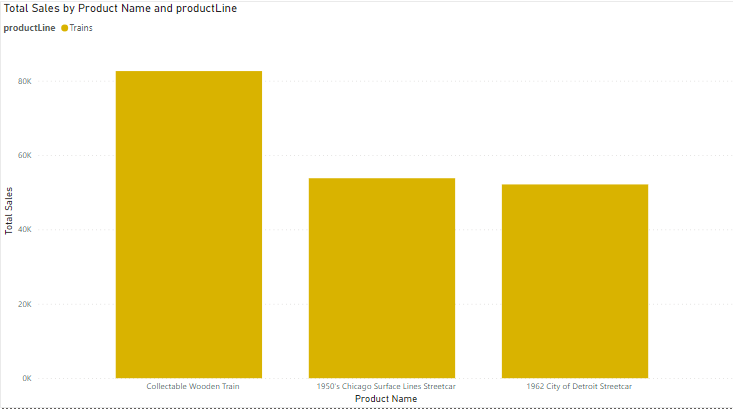 Total Sales by Product Name and productLine
productLine Trains
80K
60K
40K
20K
0K
Total Sales
Collectable Wooden Train 1950's Chicago Surface Lines Streetcar 1962 City of Detroit Streetcar
Product Name